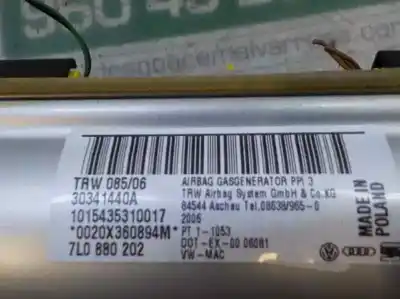 TRW 085/06
30341440A
1015435310017
*0020X360894M*
7L0 880 202
AIRBAG GASGENERATOR PPI 3
TRW Airbag System GmbH & Co.KG
84544 Aschau Tel.08638/965-0
2006
PT 1-1053
DOT-EX-00 06081
VW-MAC
MADE IN
POLAND